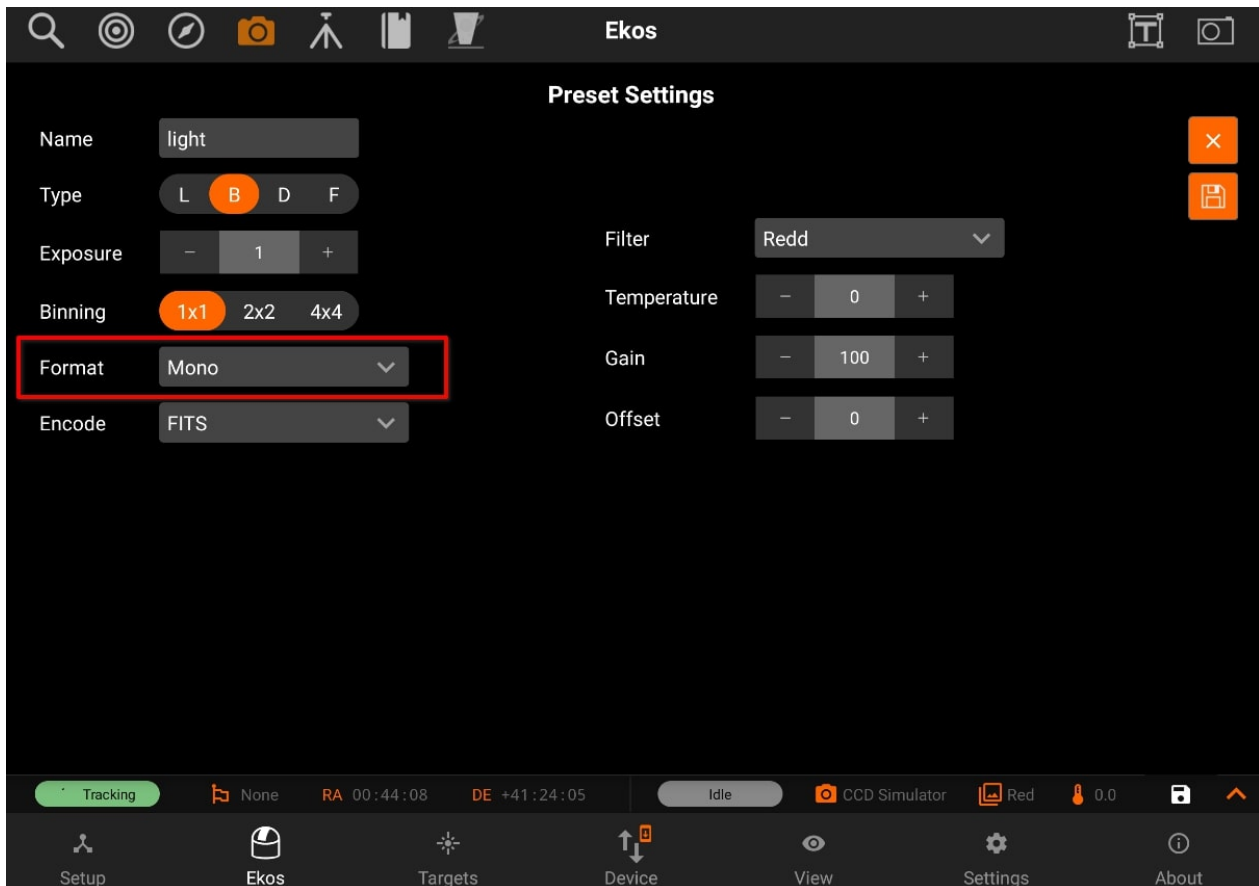 Ekos
Preset Settings
Name light
Type L B D F
Exposure − 1 +
Binning 1x1 2x2 4x4
Format Mono
Encode FITS
Filter Redd
Temperature − 0 +
Gain − 100 +
Offset − 0 +
Tracking None RA 00:44:08 DE +41:24:05 Idle CCD Simulator Red 0.0
Setup Ekos Targets Device View Settings About